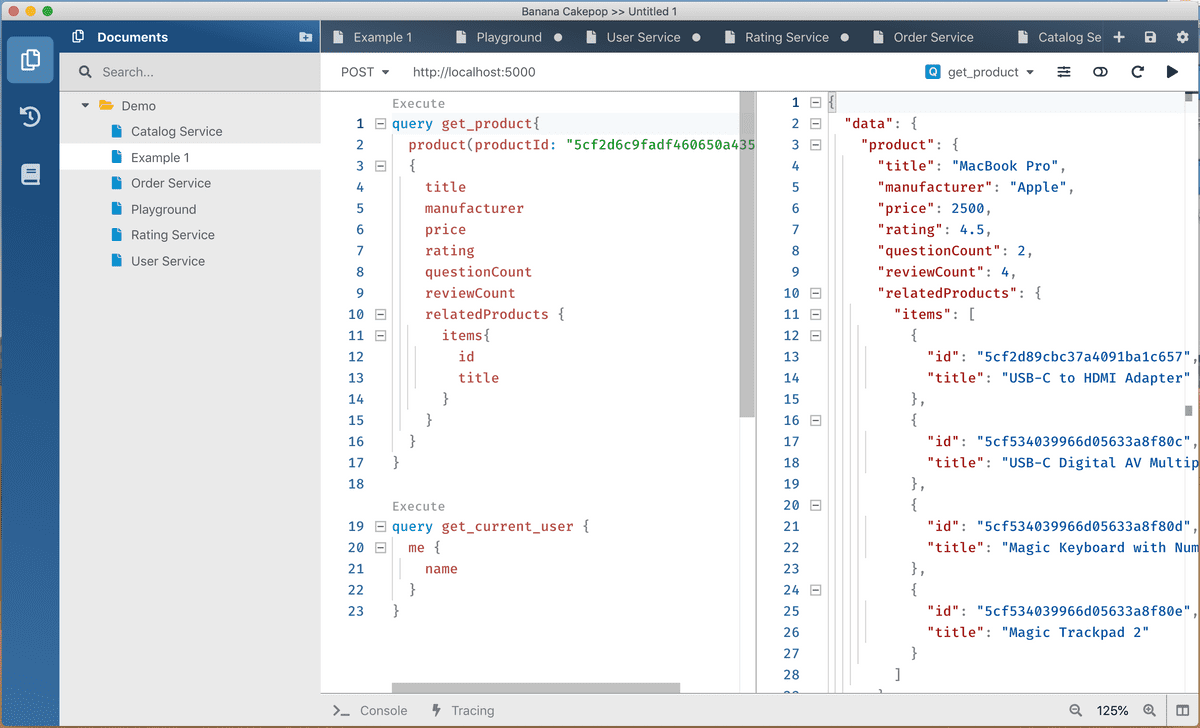 Banana Cakepop >> Untitled 1
Documents
Example 1
Playground
User Service
Rating Service
Order Service
Catalog Se
Search...
POST
http://localhost:5000
Q get_product
Demo
Catalog Service
Example 1
Order Service
Playground
Rating Service
User Service
Execute
1 query get_product{
2 product(productId: "5cf2d6c9fadf460650a435
3 {
4 title
5 manufacturer
6 price
7 rating
8 questionCount
9 reviewCount
10 relatedProducts {
11 items{
12 id
13 title
14 }
15 }
16 }
17 }
18
Execute
19 query get_current_user {
20 me {
21 name
22 }
23 }
1 {
2 "data": {
3 "product": {
4 "title": "MacBook Pro",
5 "manufacturer": "Apple",
6 "price": 2500,
7 "rating": 4.5,
8 "questionCount": 2,
9 "reviewCount": 4,
10 "relatedProducts": {
11 "items": [
12 {
13 "id": "5cf2d89cbc37a4091ba1c657",
14 "title": "USB-C to HDMI Adapter"
15 },
16 {
17 "id": "5cf534039966d05633a8f80c",
18 "title": "USB-C Digital AV Multip
19 },
20 {
21 "id": "5cf534039966d05633a8f80d",
22 "title": "Magic Keyboard with Num
23 },
24 {
25 "id": "5cf534039966d05633a8f80e",
26 "title": "Magic Trackpad 2"
27 }
28 ]
Console
Tracing
125%